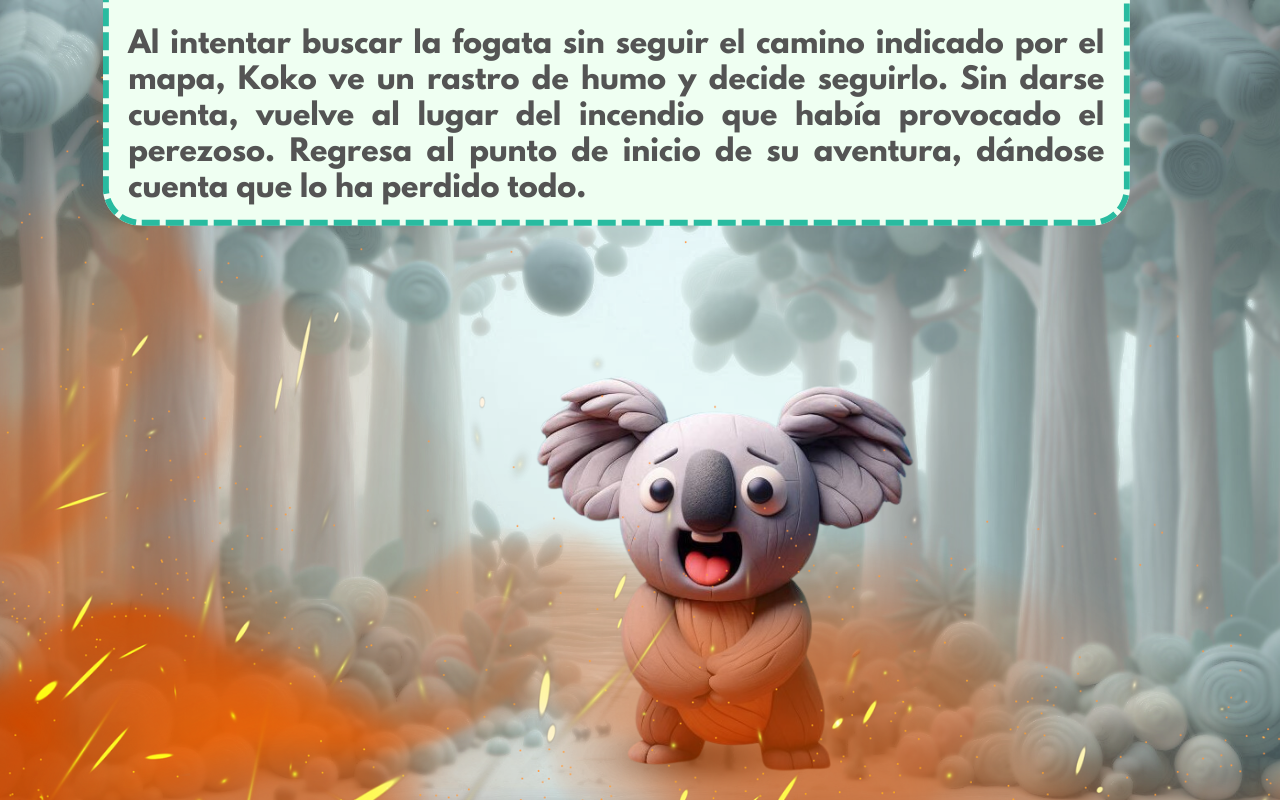 Al intentar buscar la fogata sin seguir el camino indicado por el
mapa, Koko ve un rastro de humo y decide seguirlo. Sin darse
cuenta, vuelve al lugar del incendio que había provocado el
perezoso. Regresa al punto de inicio de su aventura, dándose
cuenta que lo ha perdido todo.